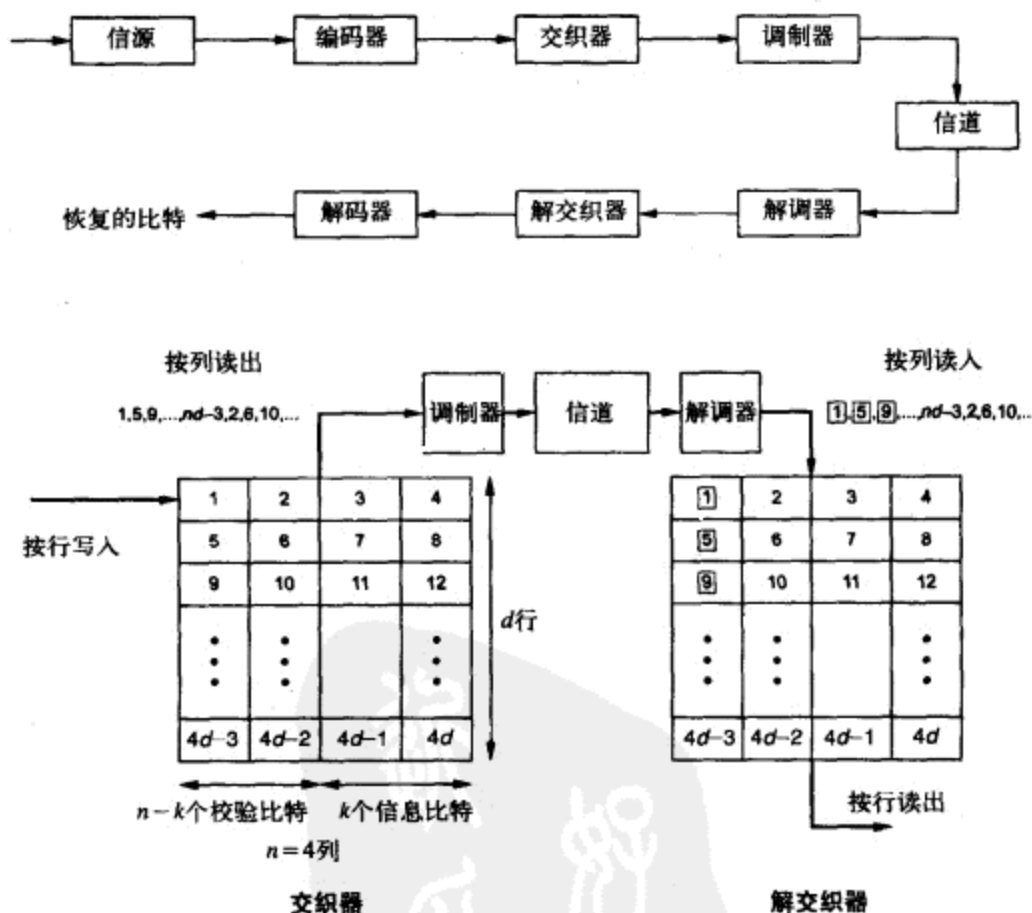 信源 编码器 交织器 调制器
信道
恢复的比特 解码器 解交织器 解调器
按列读出 按列读入
1,5,9,...,nd−3,2,6,10,... 调制器 信道 解调器 1,5,9,...,nd−3,2,6,10,...
按行写入
1 2 3 4
5 6 7 8
9 10 11 12
4d−3 4d−2 4d−1 4d
d行
1 2 3 4
5 6 7 8
9 10 11 12
4d−3 4d−2 4d−1 4d
n−k个校验比特 k个信息比特
按行读出
n=4列
交织器 解交织器